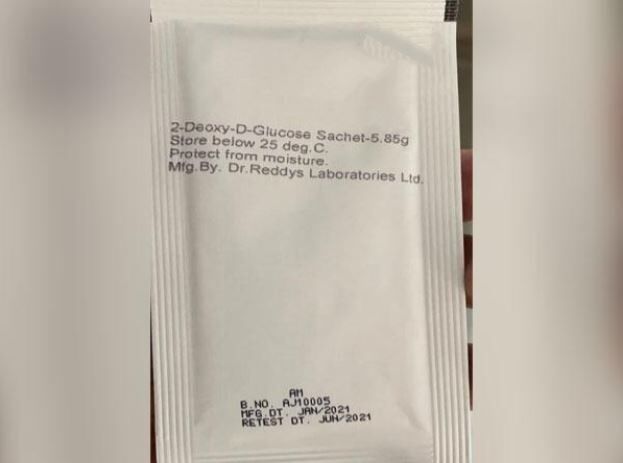 2-Deoxy-D-Glucose Sachet-5.85g
Store below 25 deg.C.
Protect from moisture.
Mfg.By. Dr.Reddys Laboratories Ltd.
AM
B.NO. AJ10005
MFG.DT. JAN/2021
RETEST DT. JUN/2021